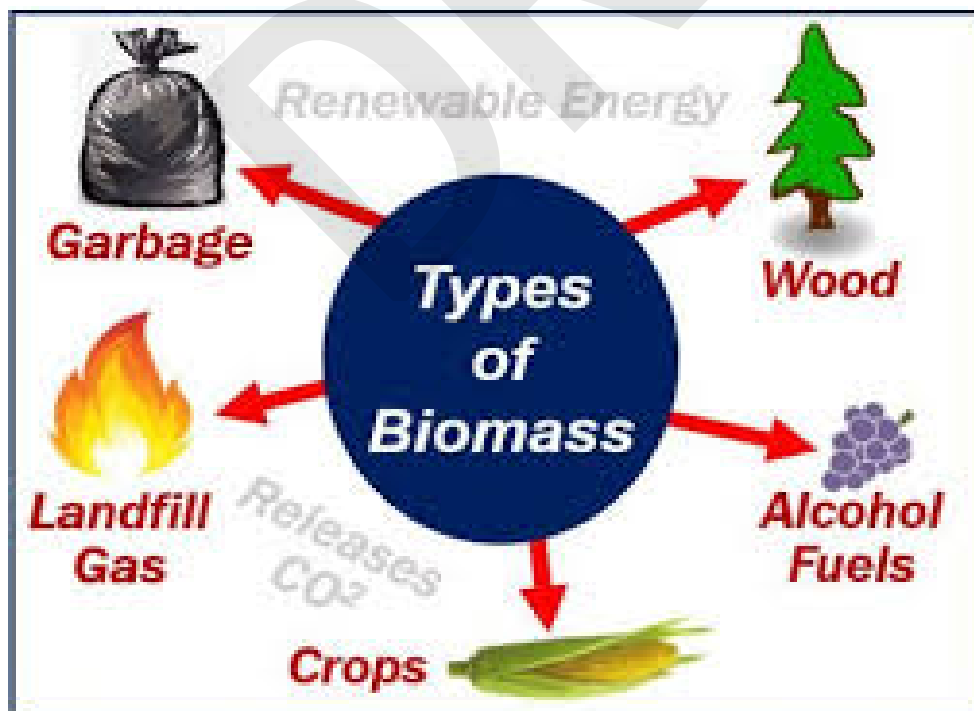 Renewable Energy
Garbage
Wood
Types
of
Biomass
Landfill
Gas
Alcohol
Fuels
Releases
CO²
Crops